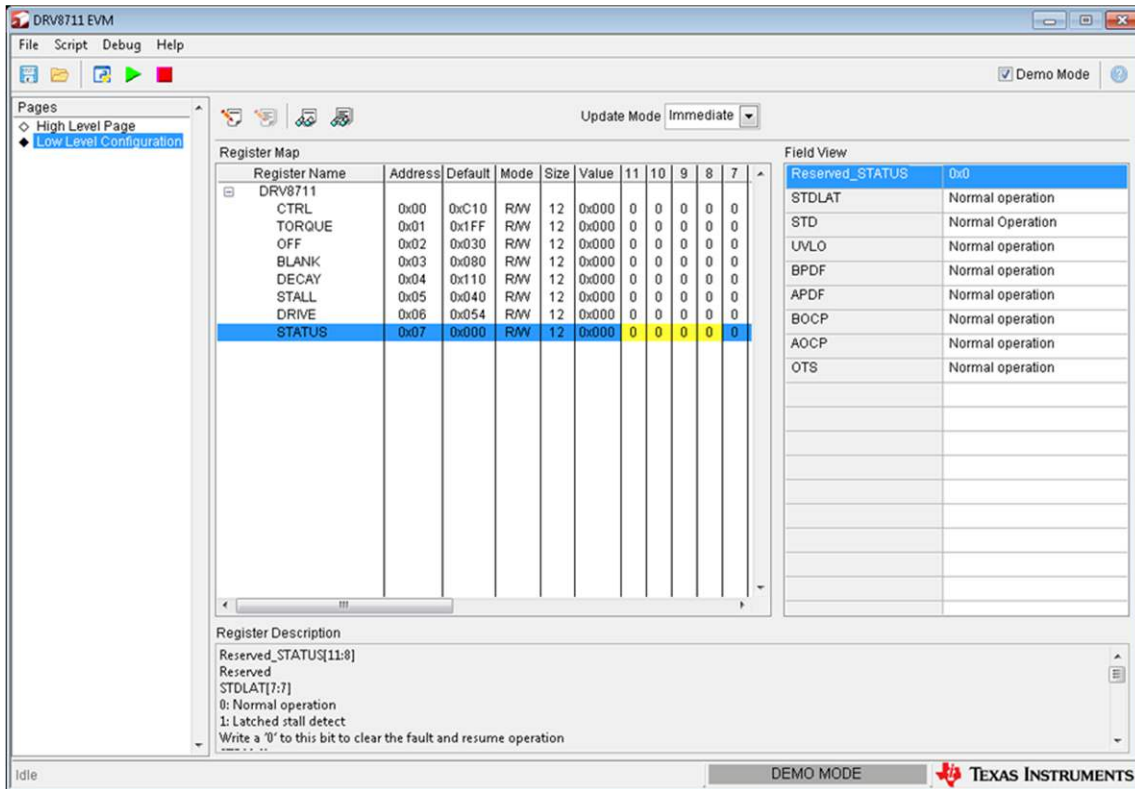 DRV8711 EVM
File Script Debug Help
Demo Mode
Pages
High Level Page
Low Level Configuration
Update Mode Immediate
Register Map
Register Name Address Default Mode Size Value 11 10 9 8 7
DRV8711
CTRL 0x00 0xC10 R/W 12 0x000 0 0 0 0 0
TORQUE 0x01 0x1FF R/W 12 0x000 0 0 0 0 0
OFF 0x02 0x030 R/W 12 0x000 0 0 0 0 0
BLANK 0x03 0x080 R/W 12 0x000 0 0 0 0 0
DECAY 0x04 0x110 R/W 12 0x000 0 0 0 0 0
STALL 0x05 0x040 R/W 12 0x000 0 0 0 0 0
DRIVE 0x06 0x054 R/W 12 0x000 0 0 0 0 0
STATUS 0x07 0x000 R/W 12 0x000 0 0 0 0 0
Field View
Reserved_STATUS 0x0
STDLAT Normal operation
STD Normal Operation
UVLO Normal operation
BPDF Normal operation
APDF Normal operation
BOCP Normal operation
AOCP Normal operation
OTS Normal operation
Register Description
Reserved_STATUS[11:8]
Reserved
STDLAT[7:7]
0: Normal operation
1: Latched stall detect
Write a '0' to this bit to clear the fault and resume operation
Idle
DEMO MODE
TEXAS INSTRUMENTS